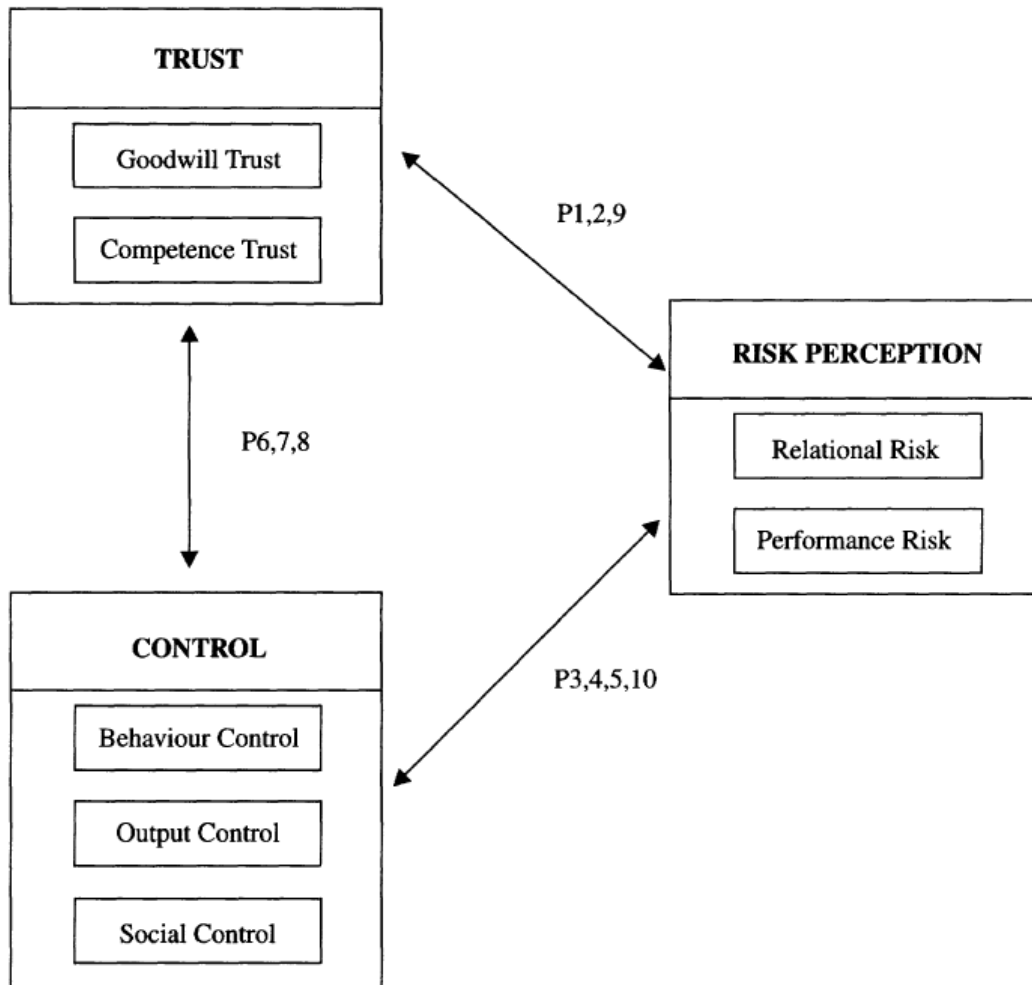 TRUST
Goodwill Trust
Competence Trust
P1,2,9
RISK PERCEPTION
Relational Risk
Performance Risk
P6,7,8
CONTROL
Behaviour Control
Output Control
Social Control
P3,4,5,10